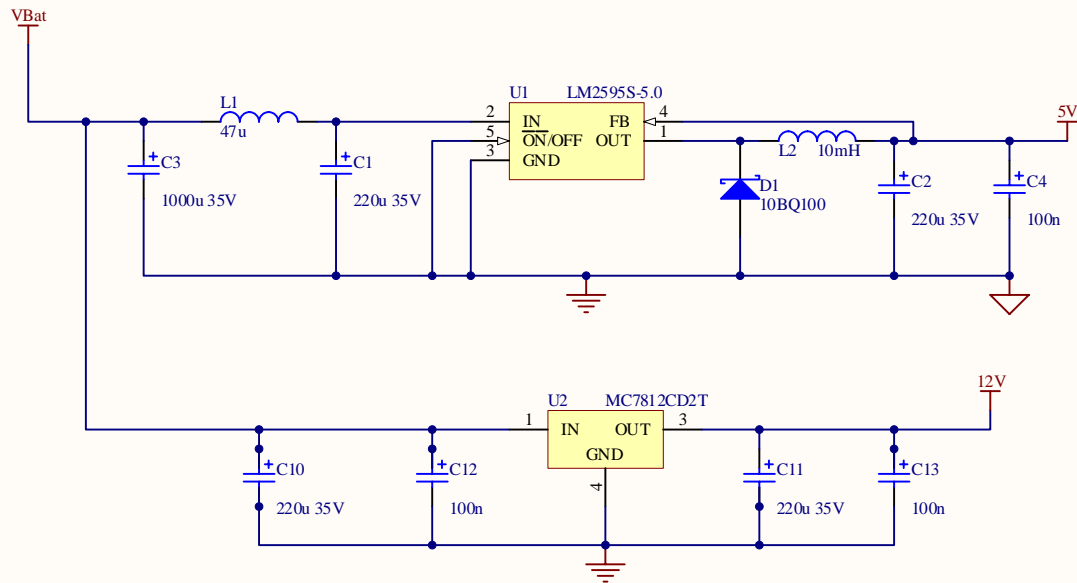 VBat
U1 LM2595S-5.0
L1
47u
2 IN
5 ON/OFF
3 GND
FB 4
OUT 1
5V
L2 10mH
C3
1000u 35V
C1
220u 35V
D1
10BQ100
C2
220u 35V
C4
100n
12V
U2 MC7812CD2T
1 IN OUT 3
GND
4
C10
220u 35V
C12
100n
C11
220u 35V
C13
100n